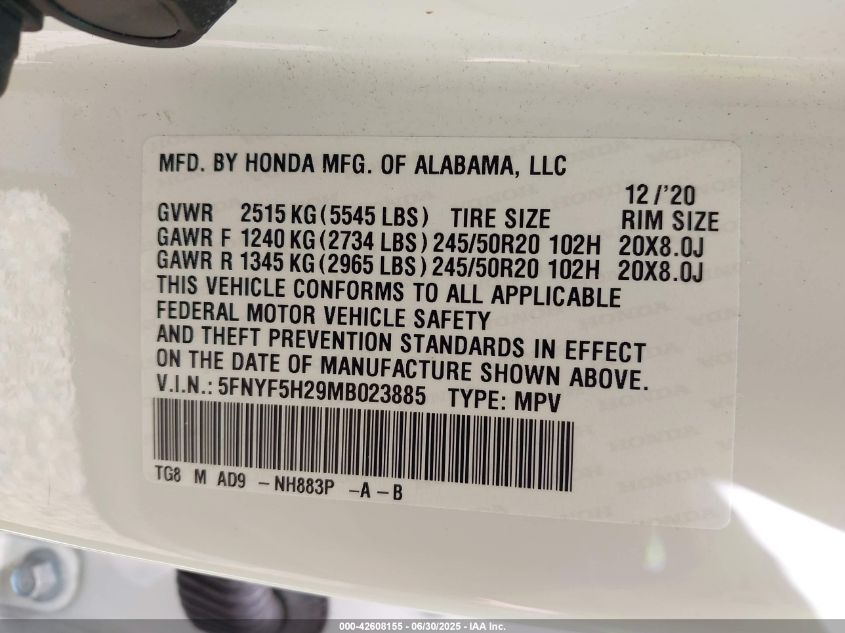 MFD. BY HONDA MFG. OF ALABAMA, LLC
12/'20
GVWR 2515 KG (5545 LBS) TIRE SIZE RIM SIZE
GAWR F 1240 KG (2734 LBS) 245/50R20 102H 20X8.0J
GAWR R 1345 KG (2965 LBS) 245/50R20 102H 20X8.0J
THIS VEHICLE CONFORMS TO ALL APPLICABLE
FEDERAL MOTOR VEHICLE SAFETY
AND THEFT PREVENTION STANDARDS IN EFFECT
ON THE DATE OF MANUFACTURE SHOWN ABOVE.
V.I.N.: 5FNYF5H29MB023885 TYPE: MPV
TG8 M AD9 -NH883P -A-B
000-42608155 - 06/30/2025 - IAA Inc.